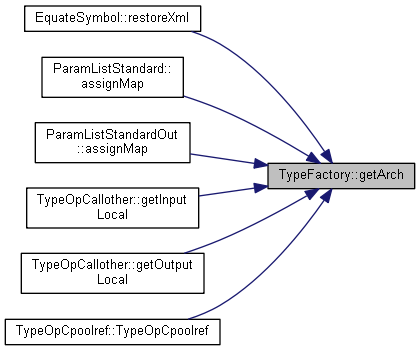 EquateSymbol::restoreXml
ParamListStandard::
assignMap
ParamListStandardOut
::assignMap
TypeFactory::getArch
TypeOpCallother::getInput
Local
TypeOpCallother::getOutput
Local
TypeOpCpoolref::TypeOpCpoolref